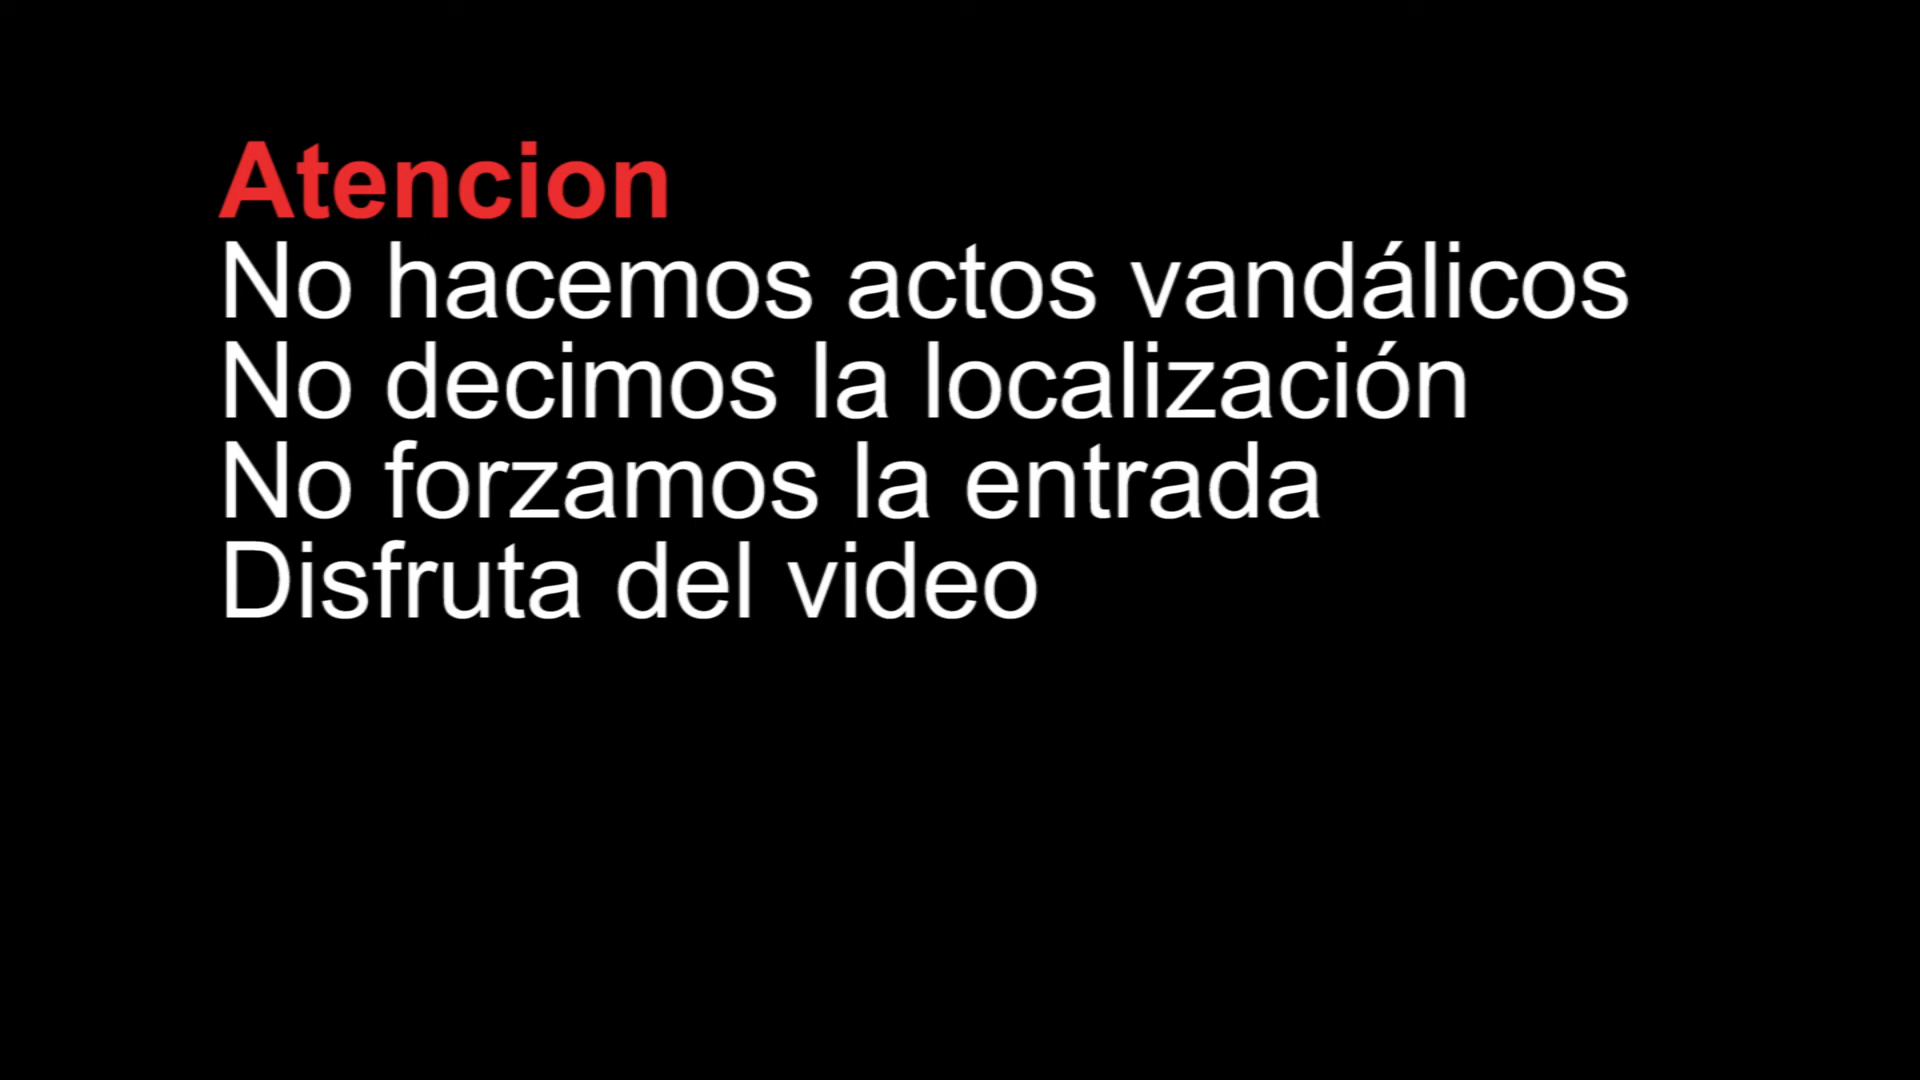 Atencion
No hacemos actos vandálicos
No decimos la localización
No forzamos la entrada
Disfruta del video